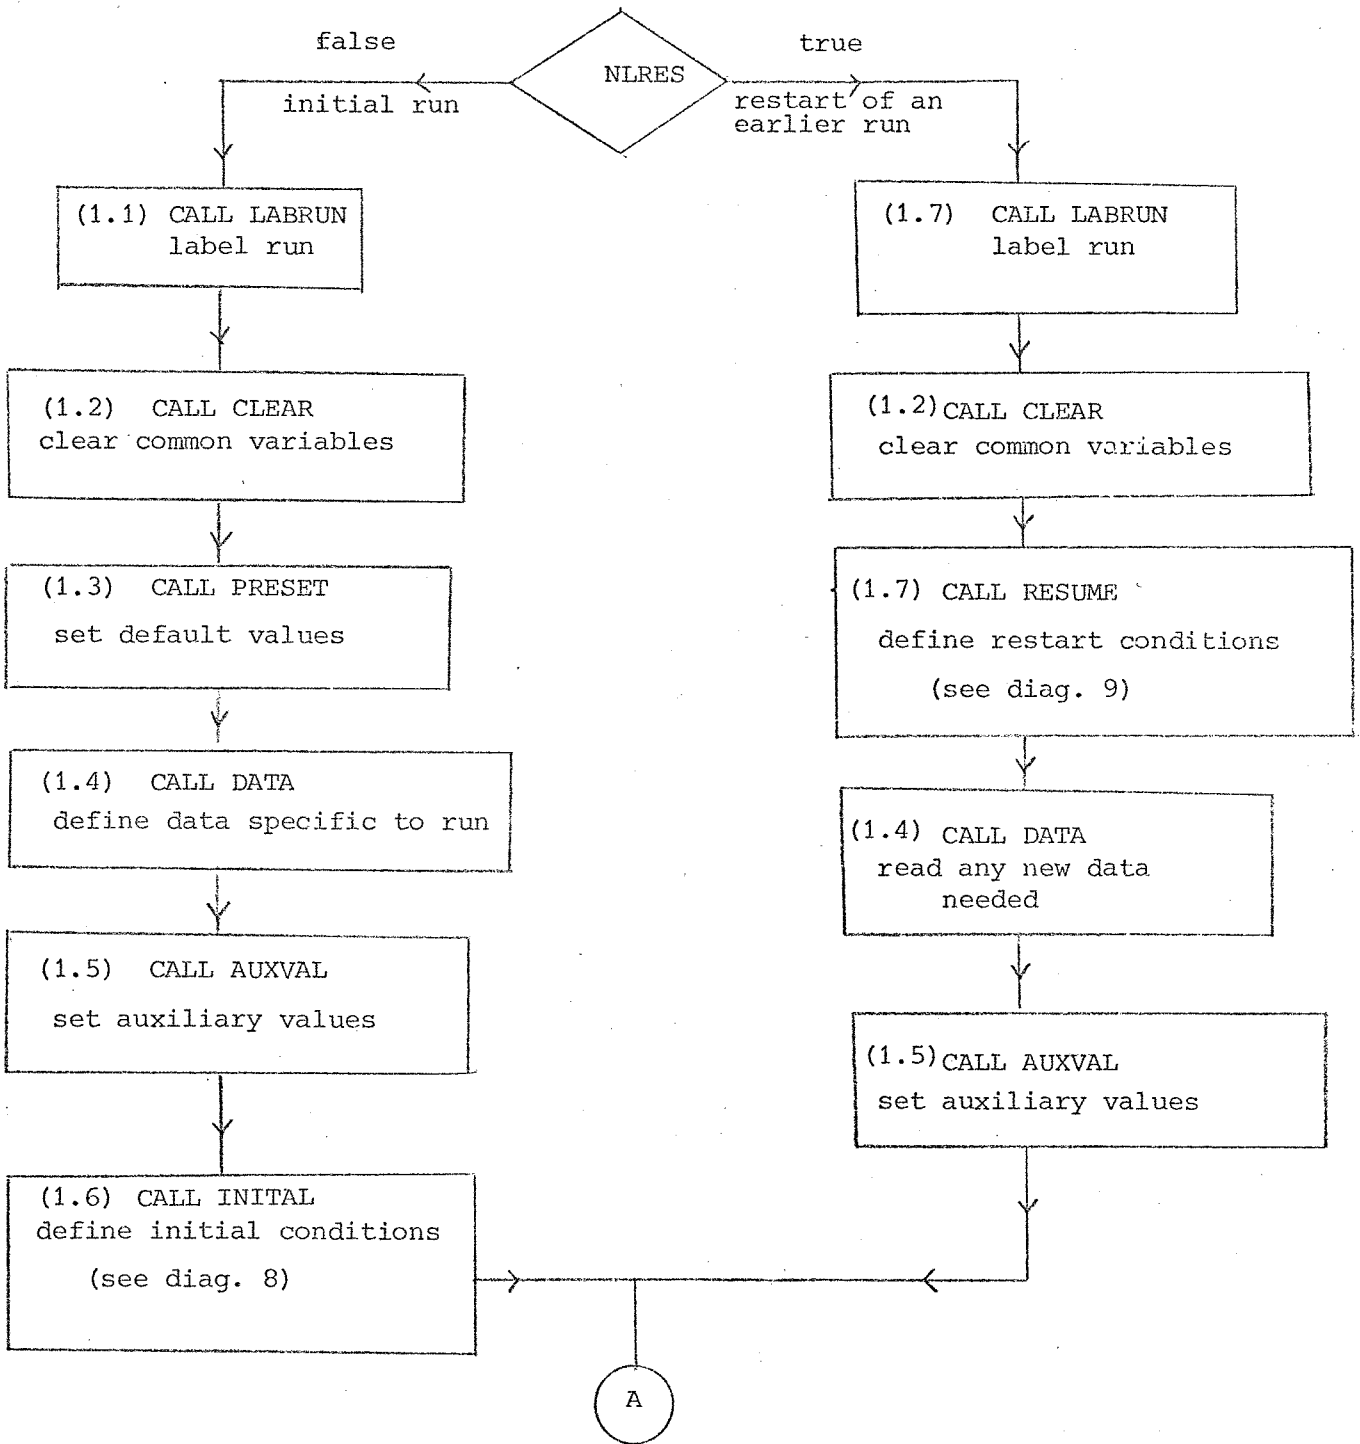 NLRES
false
initial run
true
restart of an
earlier run
(1.1) CALL LABRUN
label run
(1.2) CALL CLEAR
clear common variables
(1.3) CALL PRESET
set default values
(1.4) CALL DATA
define data specific to run
(1.5) CALL AUXVAL
set auxiliary values
(1.6) CALL INITAL
define initial conditions
(see diag. 8)
(1.7) CALL LABRUN
label run
(1.2) CALL CLEAR
clear common variables
(1.7) CALL RESUME
define restart conditions
(see diag. 9)
(1.4) CALL DATA
read any new data
needed
(1.5) CALL AUXVAL
set auxiliary values
A